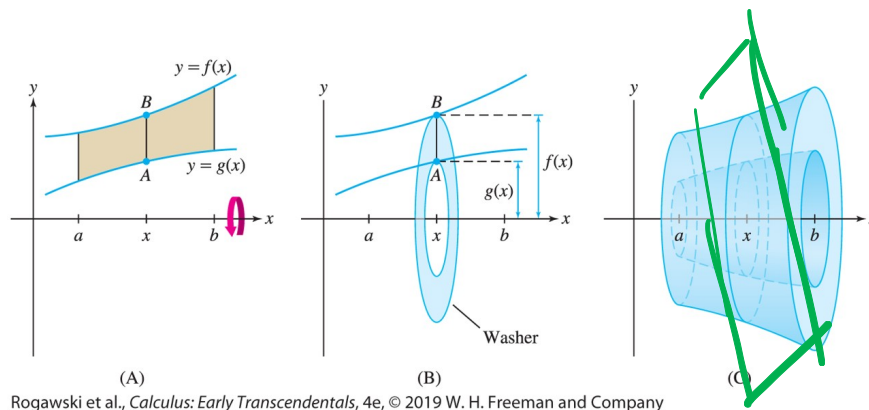 y
y = f(x)
B
y = g(x)
A
a
x
b
x
(A)
y
B
f(x)
A
g(x)
a
x
b
x
Washer
(B)
y
a
x
b
(C)
Rogawski et al., Calculus: Early Transcendentals, 4e, © 2019 W. H. Freeman and Company